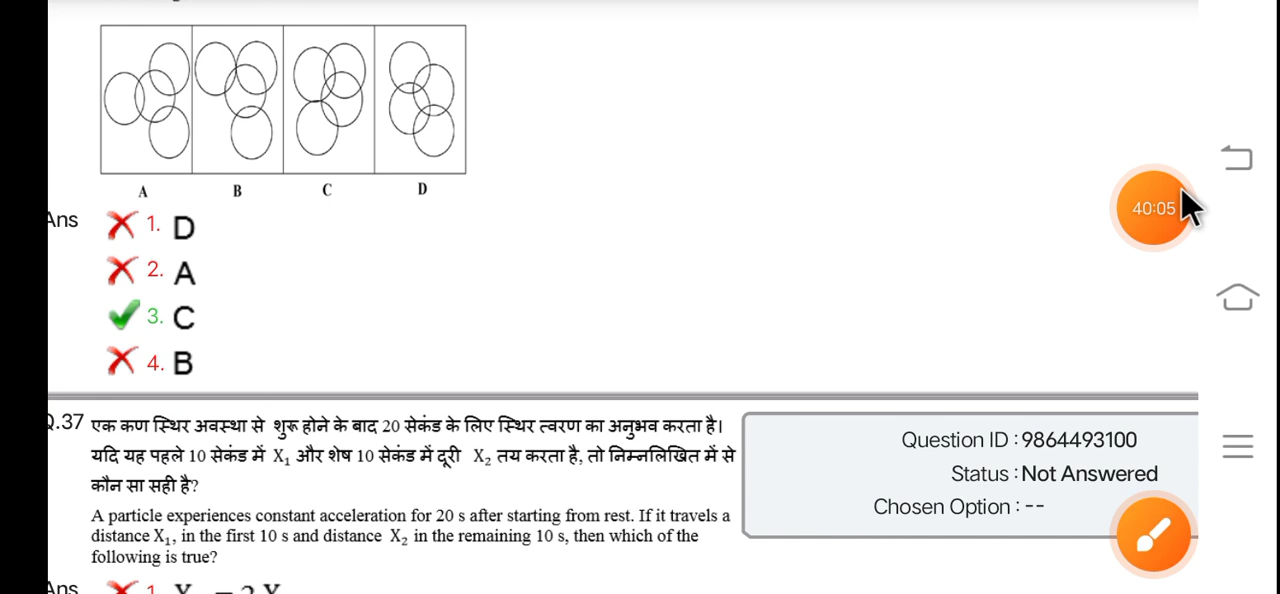 A B C D
Ans 1. D
2. A
3. C
4. B
40:05
Q.37 एक कण स्थिर अवस्था से शुरू होने के बाद 20 सेकंड के लिए स्थिर त्वरण का अनुभव करता है।
यदि यह पहले 10 सेकंड में X₁ और शेष 10 सेकंड में दूरी X₂ तय करता है, तो निम्नलिखित में से
कौन सा सही है?
A particle experiences constant acceleration for 20 s after starting from rest. If it travels a
distance X₁, in the first 10 s and distance X₂ in the remaining 10 s, then which of the
following is true?
Question ID : 9864493100
Status : Not Answered
Chosen Option : --
Ans 1.